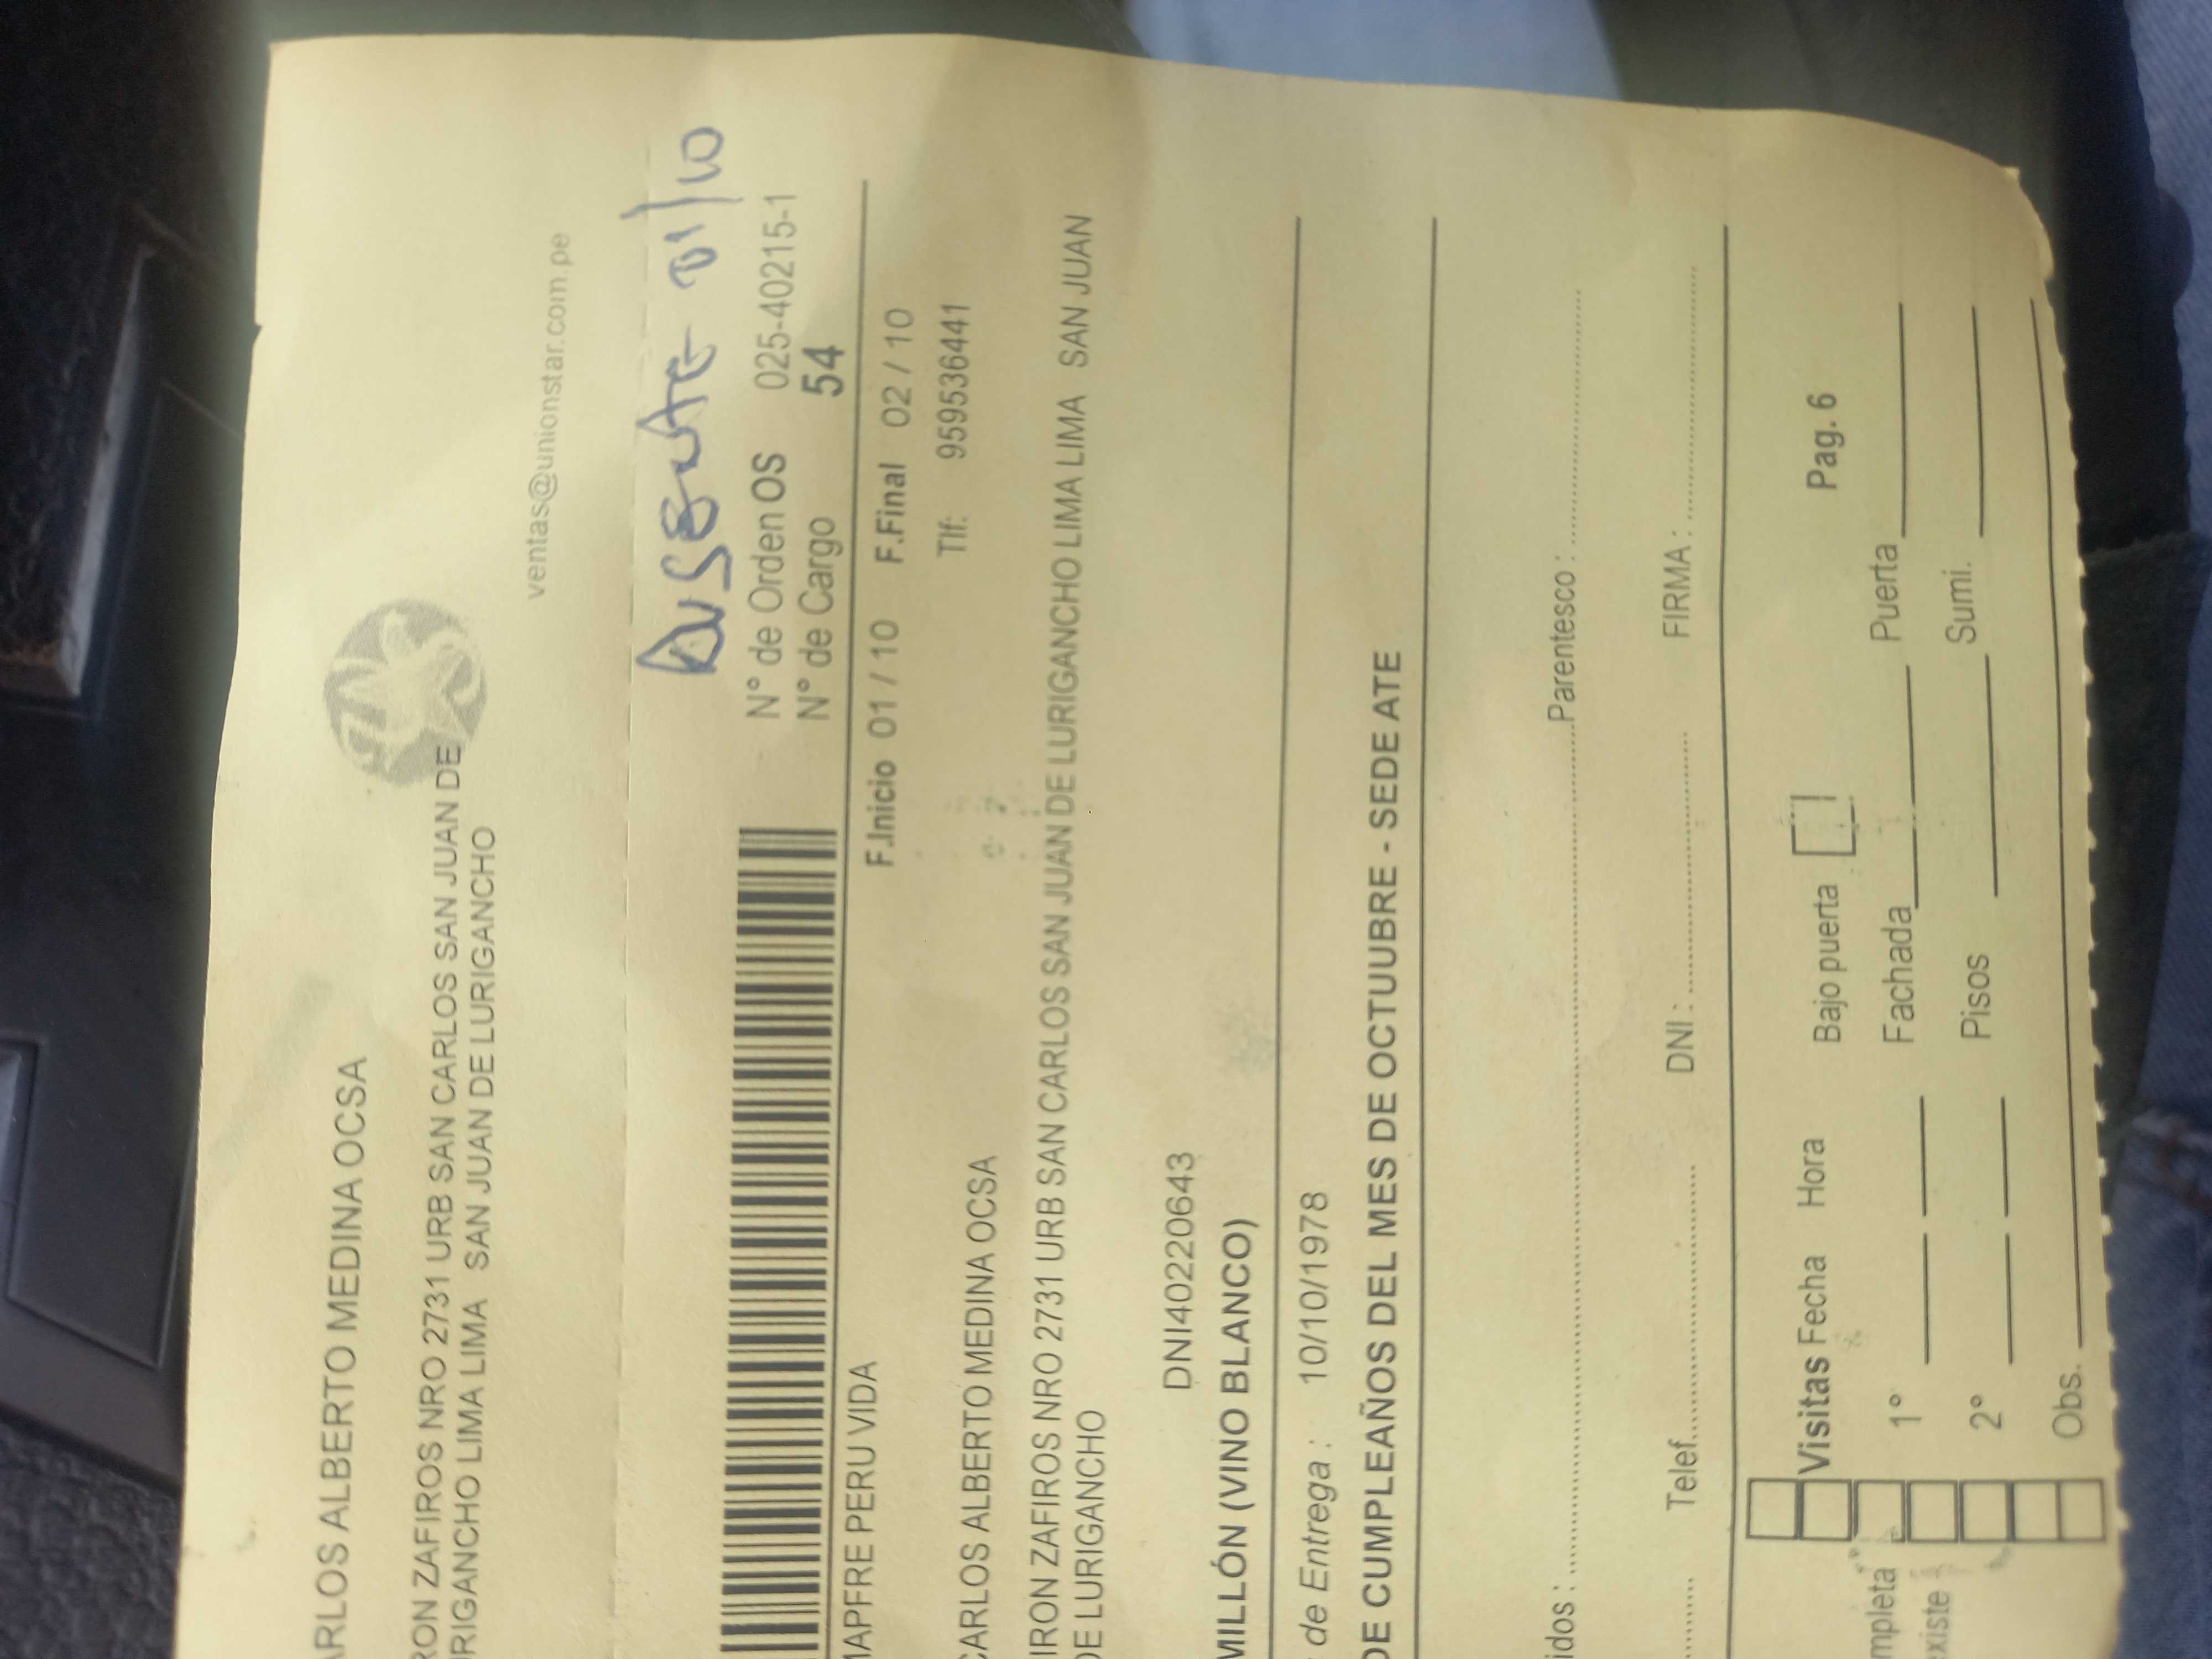 ARLOS ALBERTO MEDINA OCSA
RON ZAFIROS NRO 2731 URB SAN CARLOS SAN JUAN DE
RIGANCHO LIMA LIMA SAN JUAN DE LURIGANCHO
ventas@unionstar.com.pe
Ausente 01/10
N° de Orden OS 025-40215-1
N° de Cargo 54
MAPFRE PERU VIDA
F.Inicio 01 / 10 F.Final 02 / 10
CARLOS ALBERTO MEDINA OCSA Tlf: 959536441
IRON ZAFIROS NRO 2731 URB SAN CARLOS SAN JUAN DE LURIGANCHO LIMA LIMA SAN JUAN
DE LURIGANCHO
DNI40220643
MILLÓN (VINO BLANCO)
de Entrega : 10/10/1978
DE CUMPLEAÑOS DEL MES DE OCTUUBRE - SEDE ATE
idos : Parentesco :
Telef. DNI : FIRMA :
Visitas Fecha Hora Bajo puerta Pag. 6
mpleta 1° Fachada Puerta
existe 2° Pisos Sumi.
Obs.